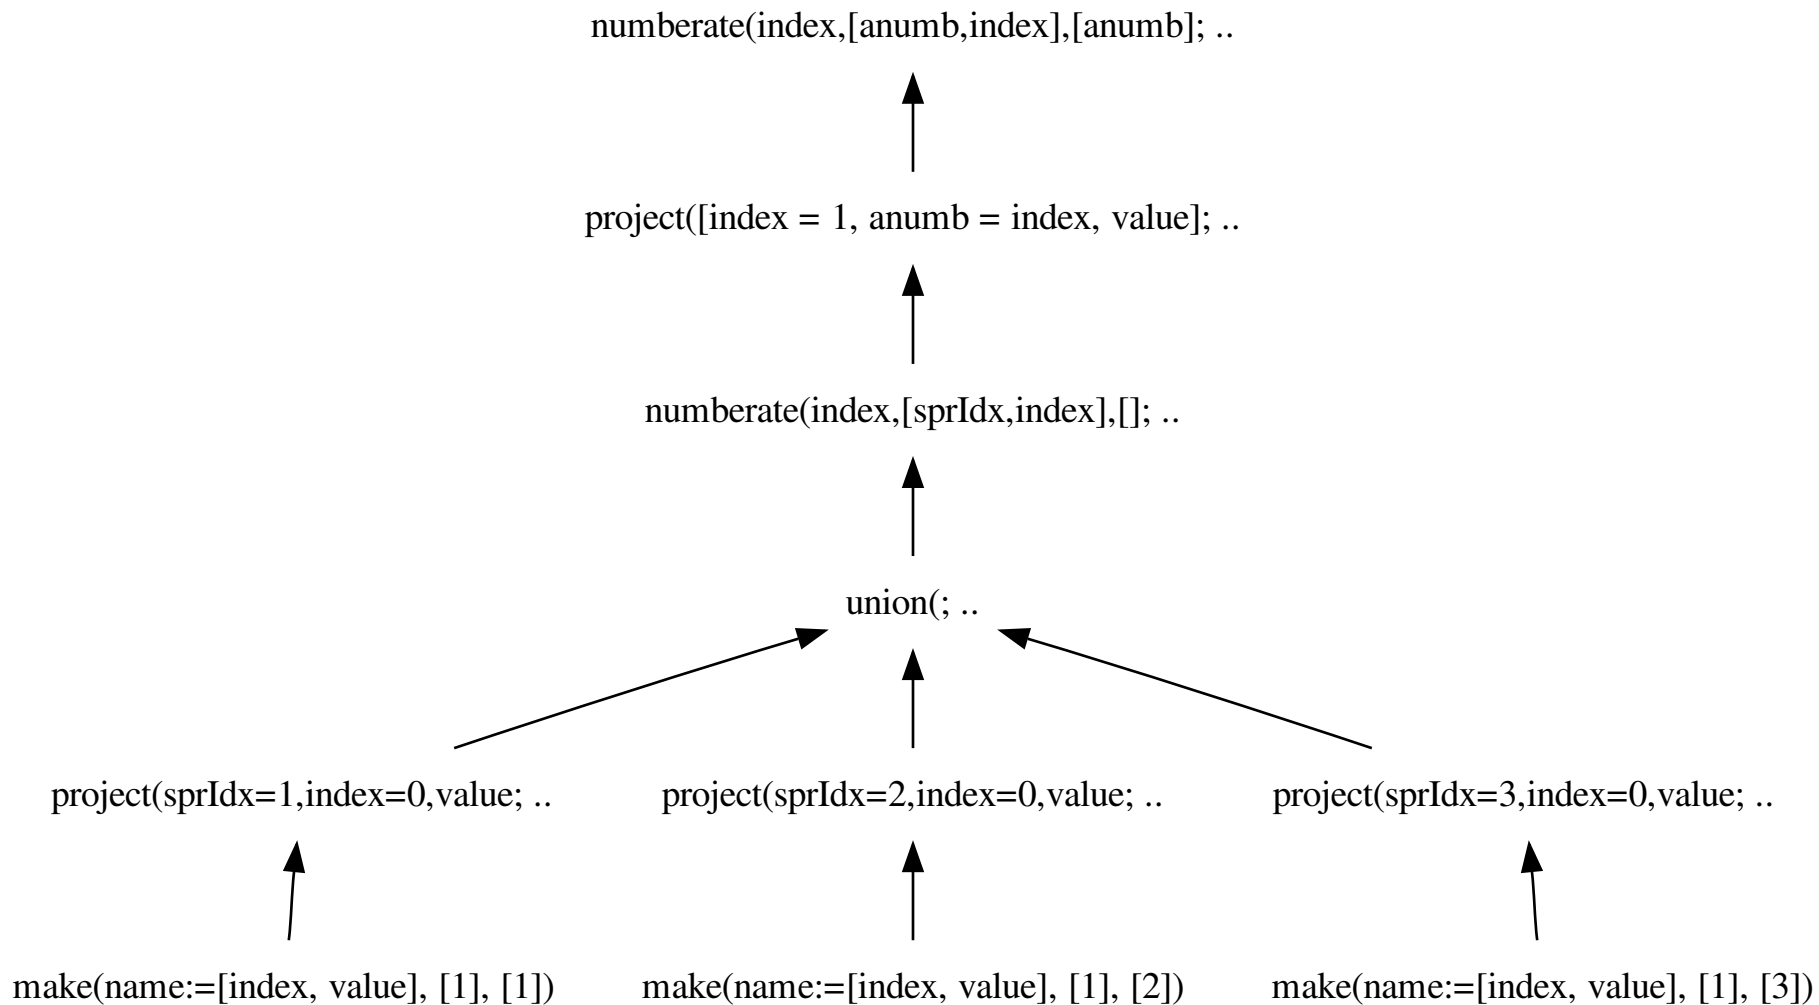 numberate(index,[anumb,index],[anumb]; ..
project([index = 1, anumb = index, value]; ..
numberate(index,[sprIdx,index],[]; ..
union(; ..
project(sprIdx=1,index=0,value; ..
project(sprIdx=2,index=0,value; ..
project(sprIdx=3,index=0,value; ..
make(name:=[index, value], [1], [1])
make(name:=[index, value], [1], [2])
make(name:=[index, value], [1], [3])